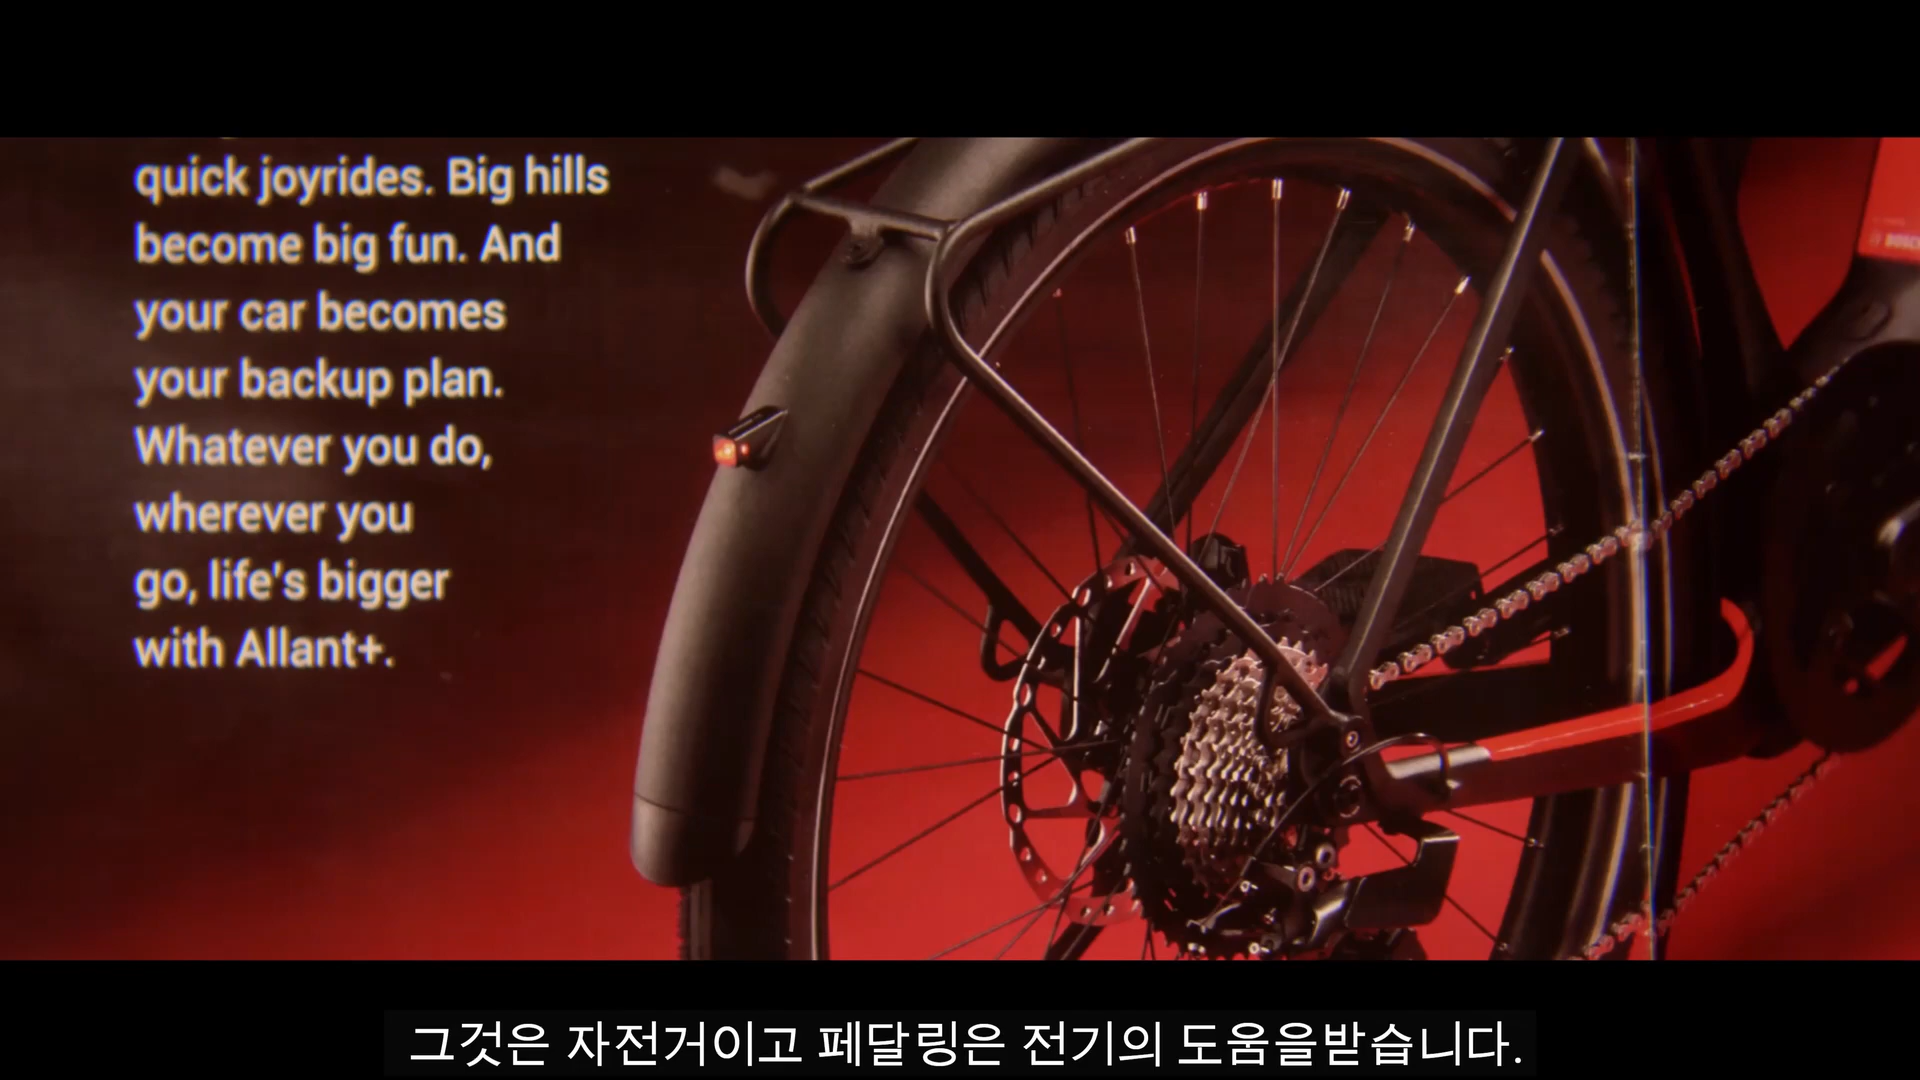 quick joyrides. Big hills
become big fun. And
your car becomes
your backup plan.
Whatever you do,
wherever you
go, life's bigger
with Allant+.
그것은 자전거이고 페달링은 전기의 도움을받습니다.